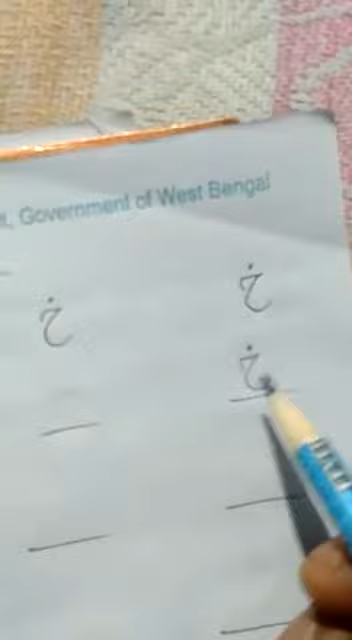 , Government of West Bengal
خ خ
خ